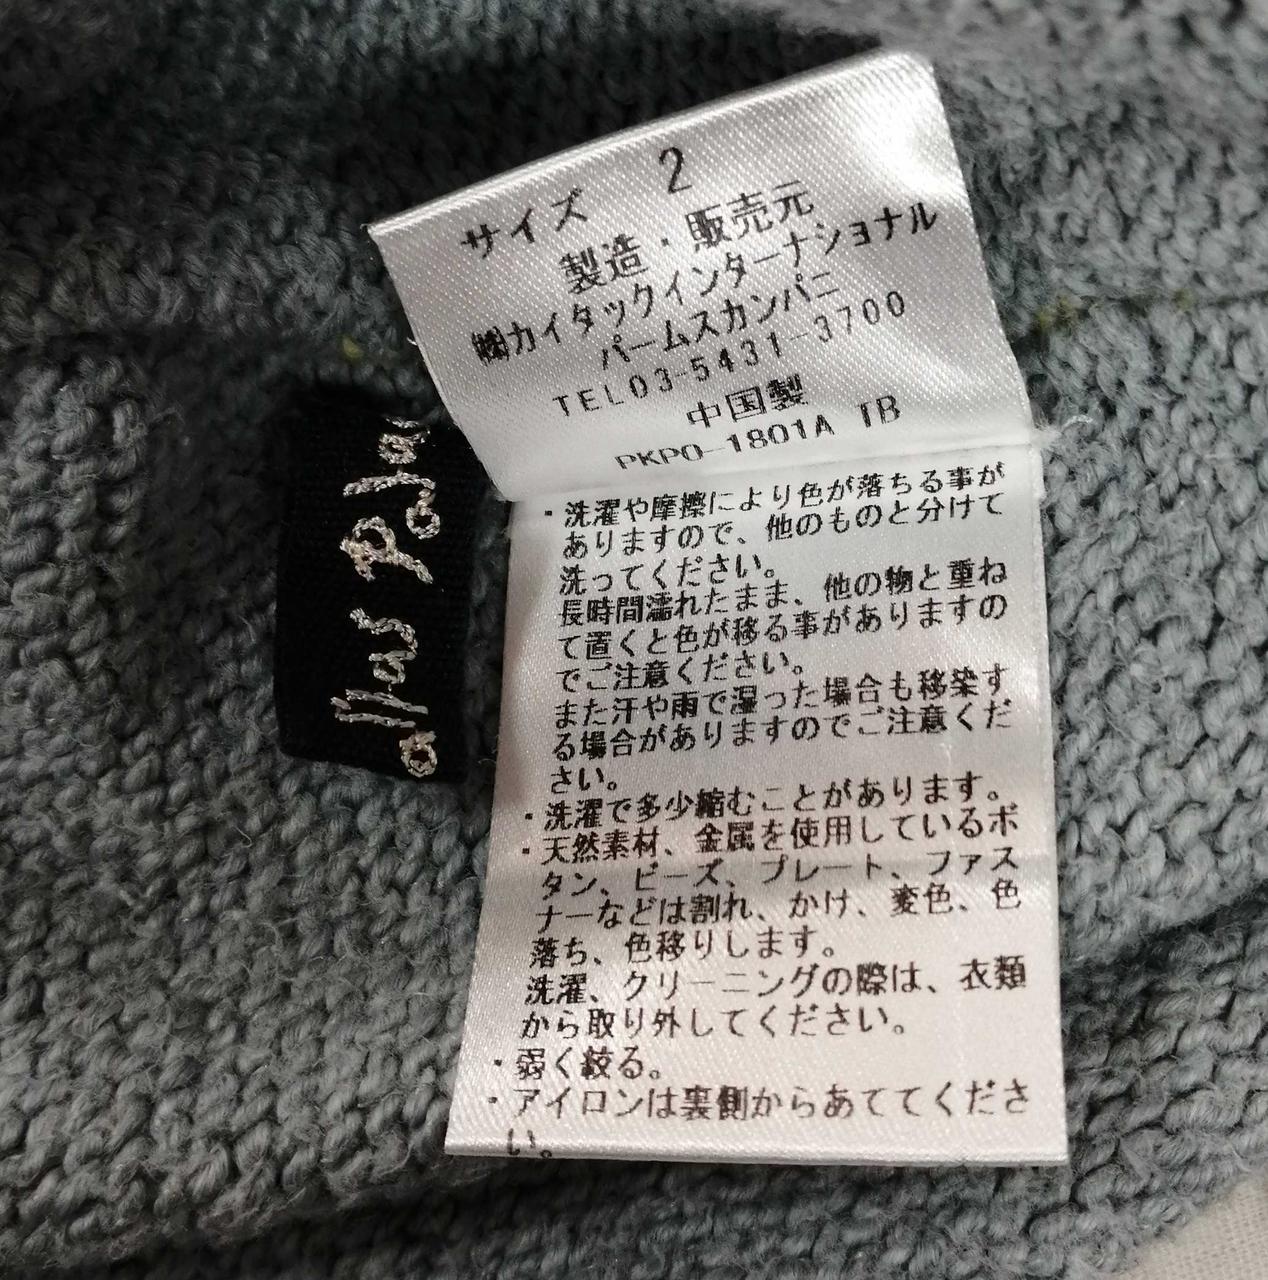 サイズ 2
製造・販売元
㈱カイタックインターナショナル
パームスカンパニ
TEL03-5431-3700
中国製
PKPO-1801A TB
・洗濯や摩擦により色が落ちる事が
ありますので、他のものと分けて
洗ってください。
長時間濡れたまま、他の物と重ね
て置くと色が移る事がありますの
でご注意ください。
また汗や雨で湿った場合も移染す
る場合がありますのでご注意くだ
さい。
・洗濯で多少縮むことがあります。
・天然素材、金属を使用しているボ
タン、ビーズ、プレート、ファス
ナーなどは割れ、かけ、変色、色
落ち、色移りします。
洗濯、クリーニングの際は、衣類
から取り外してください。
・弱く絞る。
・アイロンは裏側からあててくださ
い。